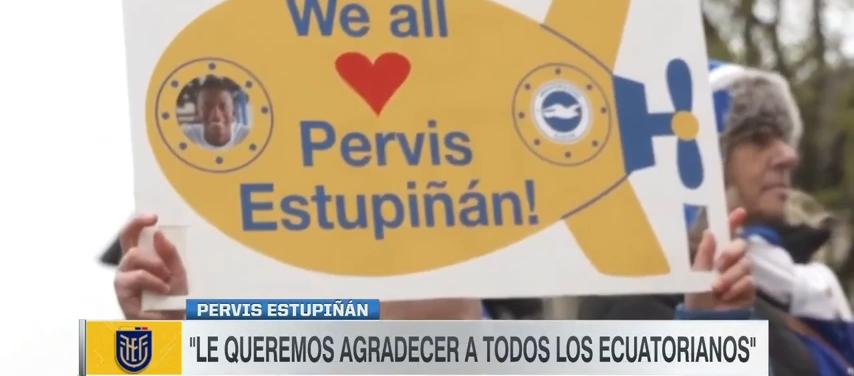 We all
Pervis
Estupiñán!
PERVIS ESTUPIÑÁN
"LE QUEREMOS AGRADECER A TODOS LOS ECUATORIANOS"